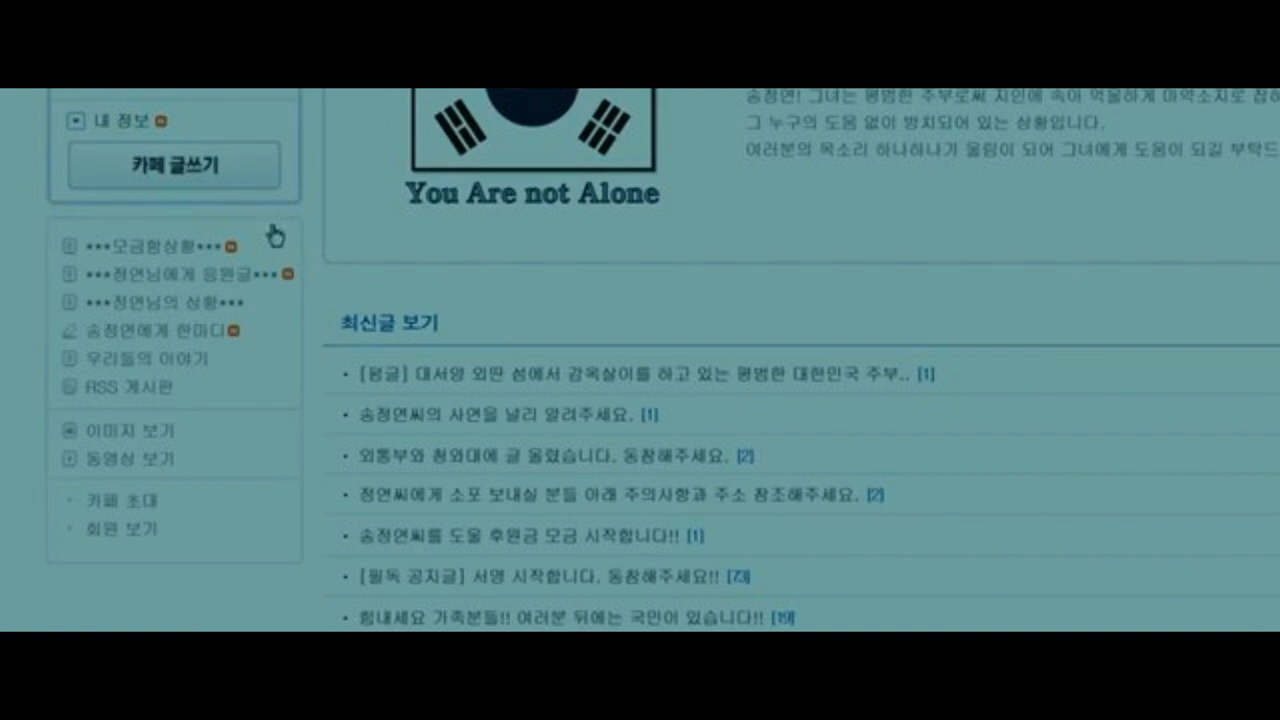 내 정보
카페 글쓰기
***모금함상황***
***정연님에게 응원글***
***정연님의 상황***
송정연에게 한마디
우리들의 이야기
RSS 게시판
이미지 보기
동영상 보기
카페 초대
회원 보기
You Are not Alone
송정연! 그녀는 평범한 주부로써 지인에 속아 억울하게 마약소지로
그 누구의 도움 없이 방치되어 있는 상황입니다.
여러분의 목소리 하나하나가 울림이 되어 그녀에게 도움이 되길
최신글 보기
· [펌글] 대서양 외딴 섬에서 감옥살이를 하고 있는 평범한 대한민국 주부.. [1]
· 송정연씨의 사연을 널리 알려주세요. [1]
· 외통부와 청와대에 글 올렸습니다. 동참해주세요. [2]
· 정연씨에게 소포 보내실 분들 아래 주의사항과 주소 참조해주세요. [2]
· 송정연씨를 도울 후원금 모금 시작합니다!! [1]
· [필독 공지글] 서명 시작합니다. 동참해주세요!! [73]
· 힘내세요 가족분들!! 여러분 뒤에는 국민이 있습니다!! [19]